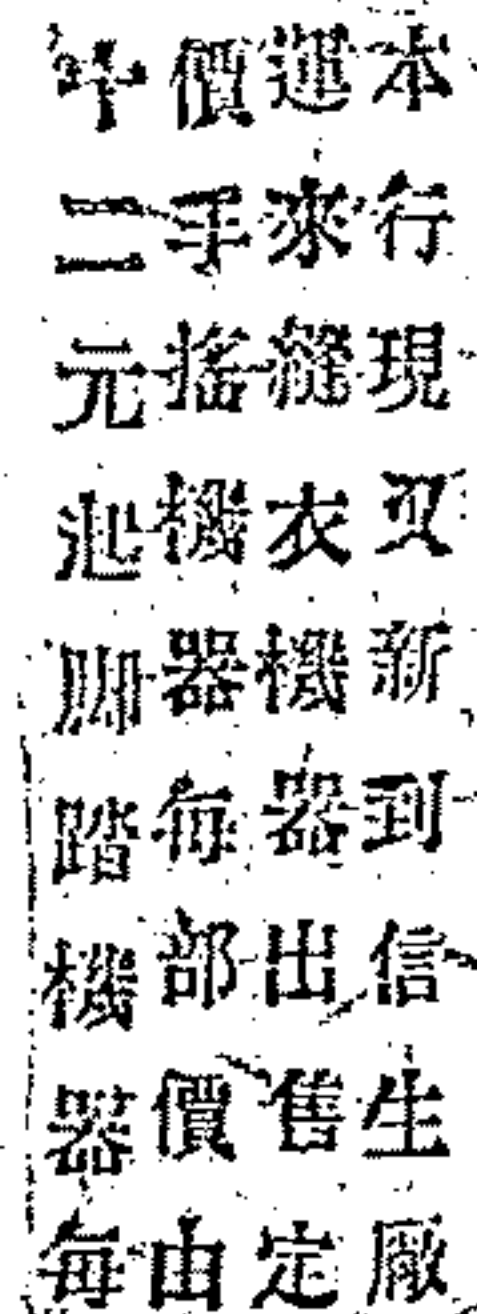 本行現又新到信生廠
運來縫衣機器出售定
價手搖機器每部價由
十二元起脚踏機器每